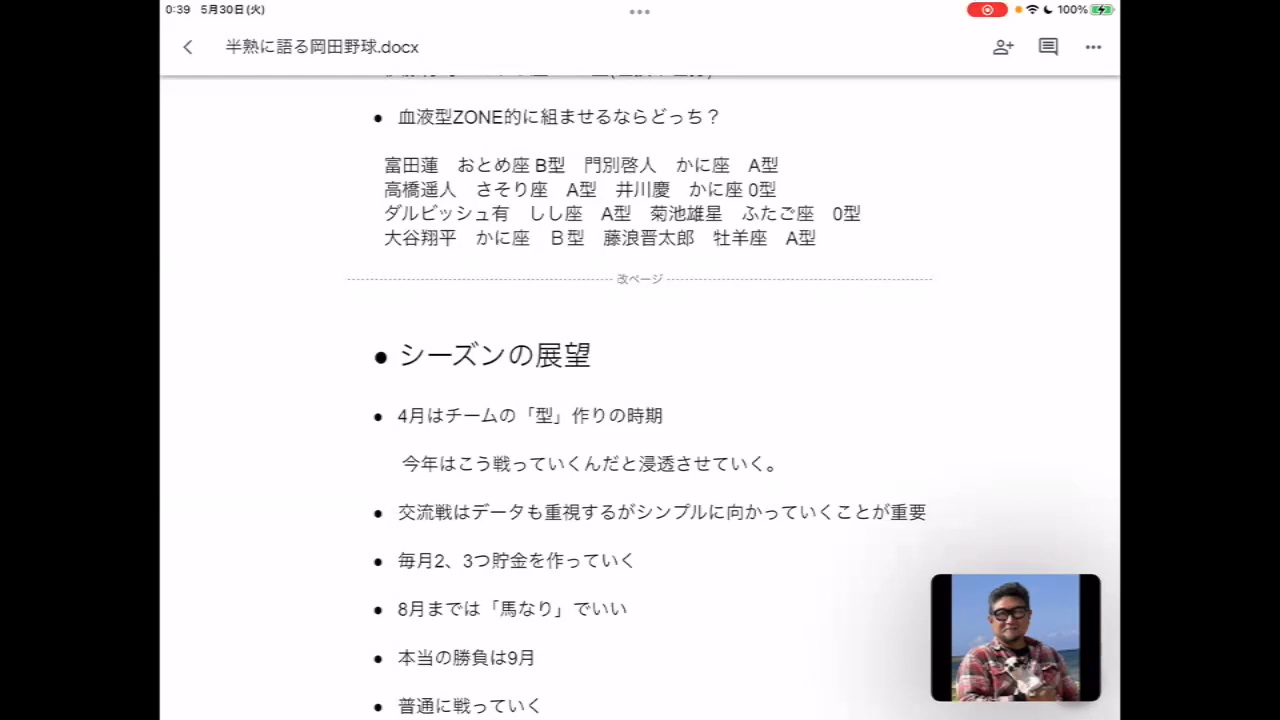 0:39 5月30日(火)
100%
半熟に語る岡田野球.docx
● 血液型ZONE的に組ませるならどっち？
富田蓮　おとめ座 B型　門別啓人　かに座　A型
高橋遥人　さそり座　A型　井川慶　かに座 0型
ダルビッシュ有　しし座　A型　菊池雄星　ふたご座　0型
大谷翔平　かに座　Ｂ型　藤浪晋太郎　牡羊座　A型
改ページ
● シーズンの展望
● 4月はチームの「型」作りの時期
今年はこう戦っていくんだと浸透させていく。
● 交流戦はデータも重視するがシンプルに向かっていくことが重要
● 毎月2、3つ貯金を作っていく
● 8月までは「馬なり」でいい
● 本当の勝負は9月
● 普通に戦っていく